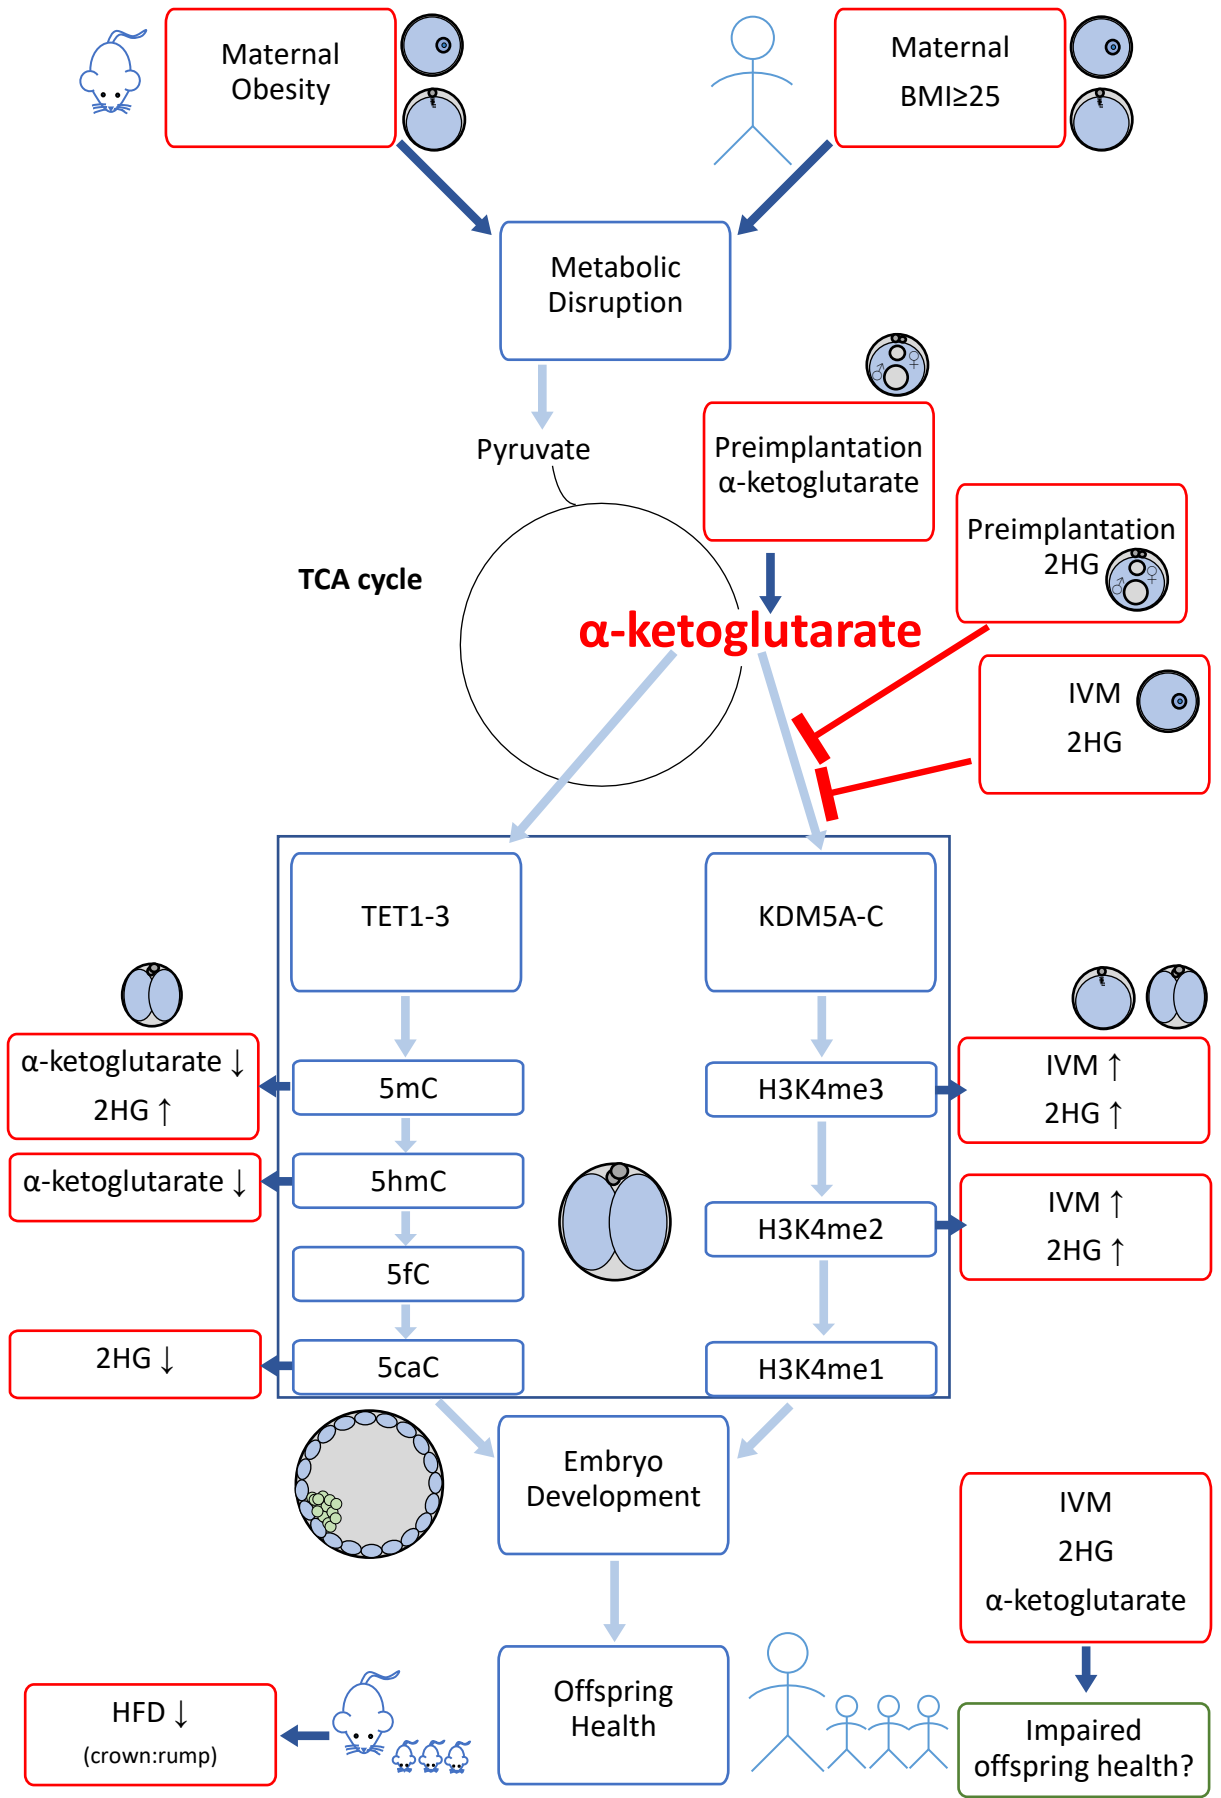 Maternal
Obesity
Maternal
BMI≥25
Metabolic
Disruption
Pyruvate
Preimplantation
α-ketoglutarate
Preimplantation
2HG
♂ ♀
♂ ♀
TCA cycle
α-ketoglutarate
IVM
2HG
TET1-3
KDM5A-C
α-ketoglutarate ↓
2HG ↑
5mC
H3K4me3
IVM ↑
2HG ↑
α-ketoglutarate ↓
5hmC
H3K4me2
IVM ↑
2HG ↑
5fC
2HG ↓
5caC
H3K4me1
Embryo
Development
IVM
2HG
α-ketoglutarate
HFD ↓
(crown:rump)
Offspring
Health
Impaired
offspring health?